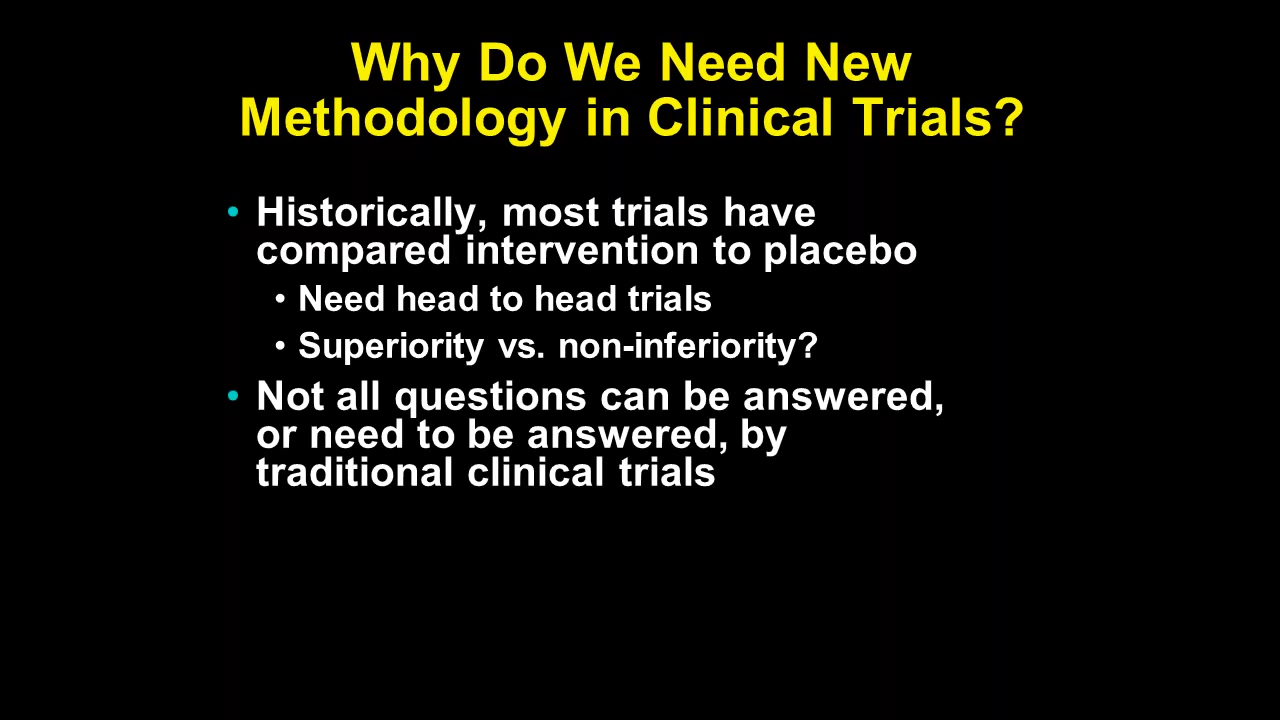 Why Do We Need New
Methodology in Clinical Trials?
• Historically, most trials have
compared intervention to placebo
• Need head to head trials
• Superiority vs. non-inferiority?
• Not all questions can be answered,
or need to be answered, by
traditional clinical trials